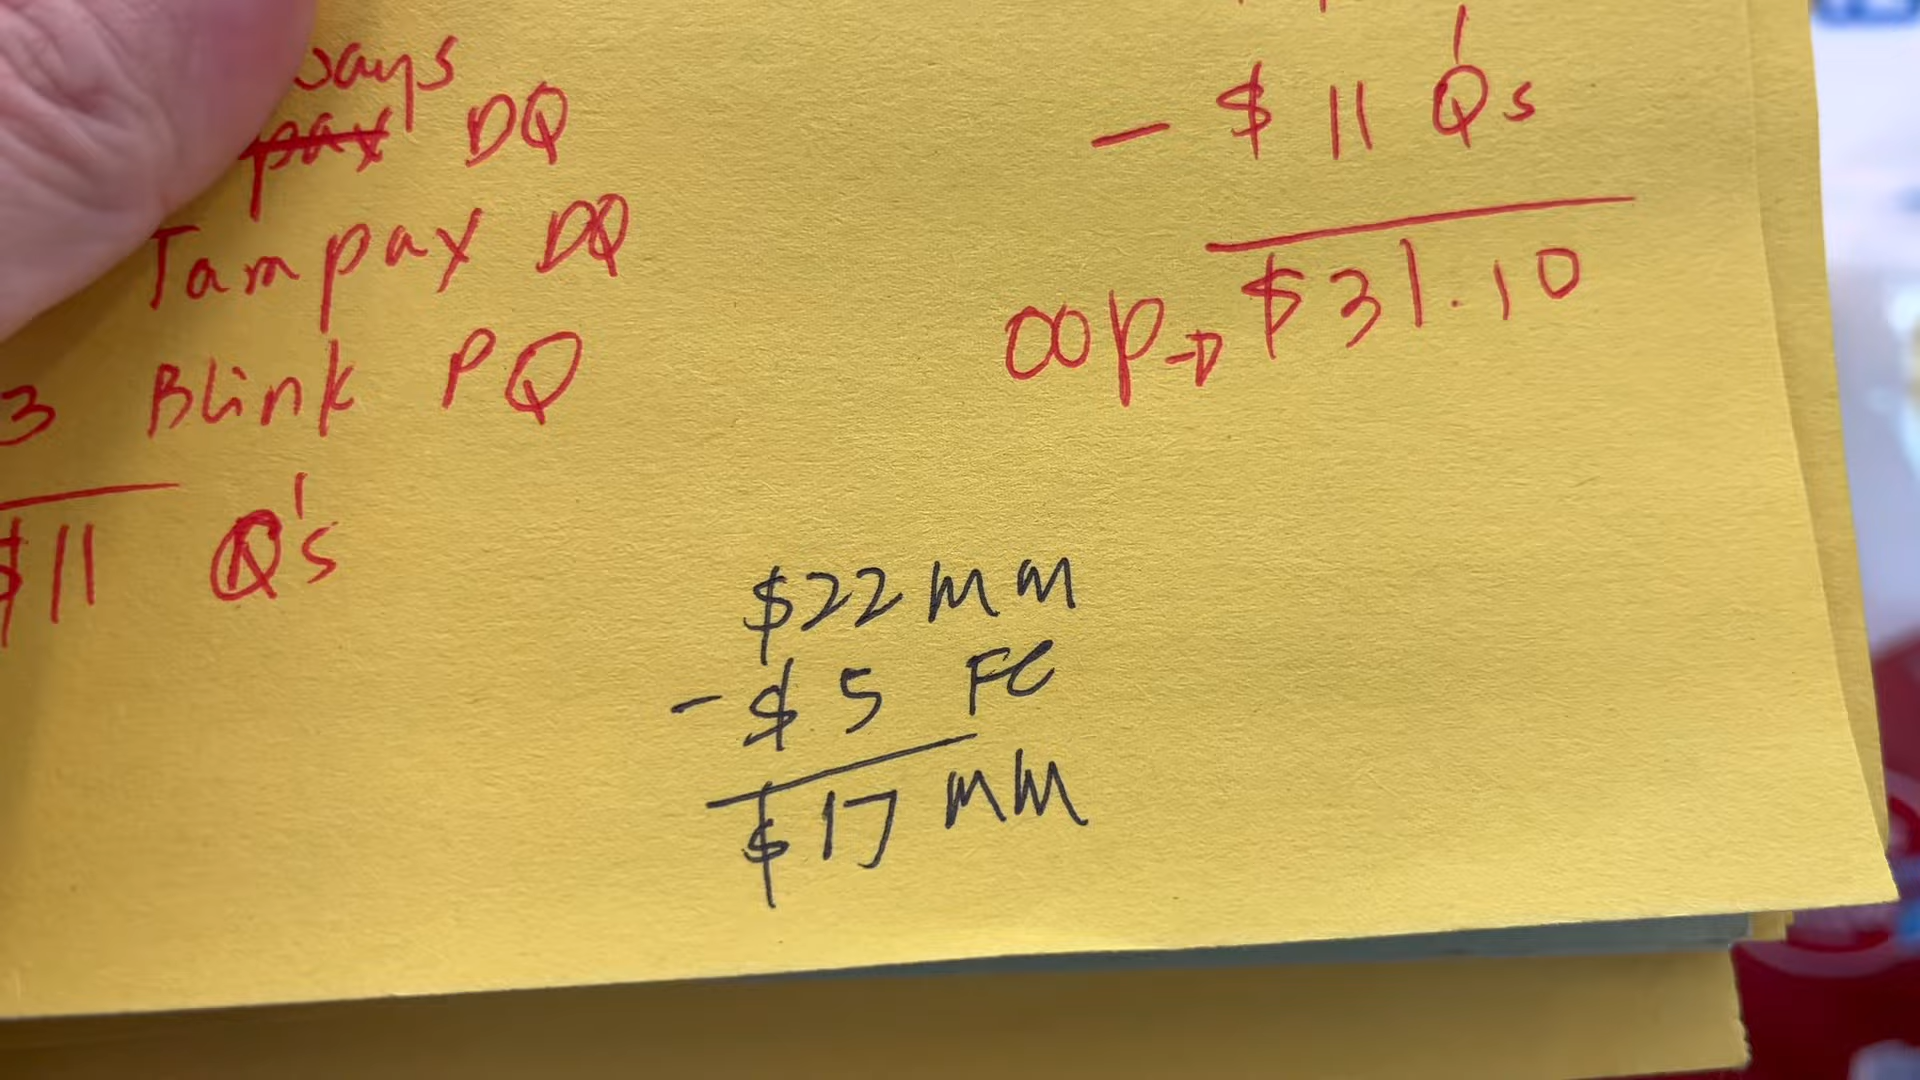 ways
pax DQ
Tampax DQ
3 Blink PQ
$11 Q's
- $11 Q's
oop → $31.10
$22 MM
- $5 FC
$17 MM